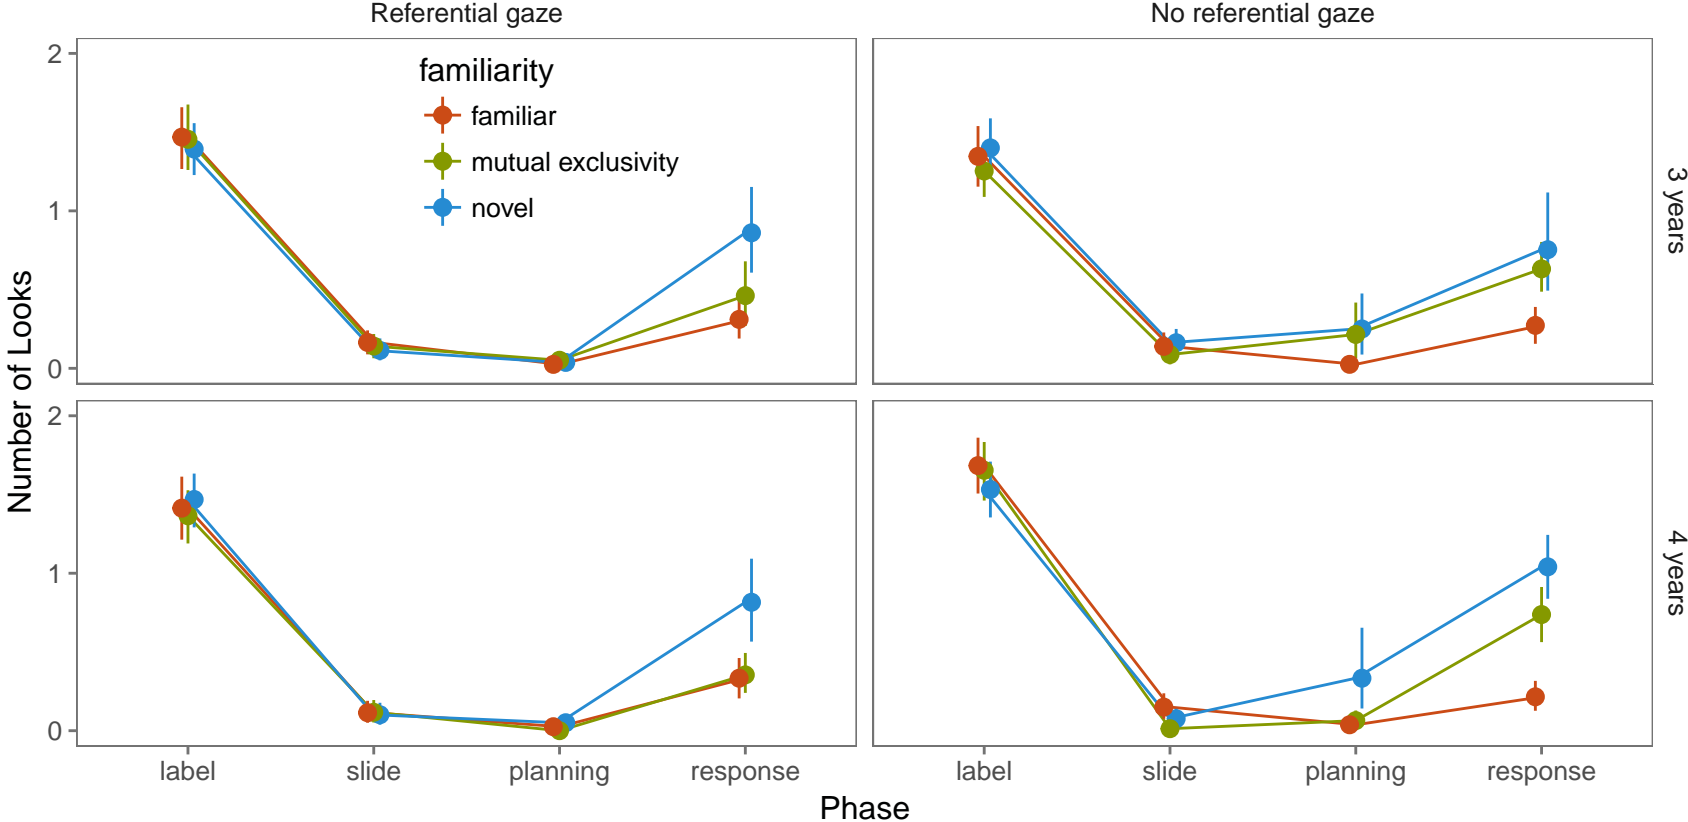 Referential gaze
No referential gaze
Number of Looks
2
1
0
familiarity
familiar
mutual exclusivity
novel
3 years
2
1
0
4 years
label slide planning response
label slide planning response
Phase